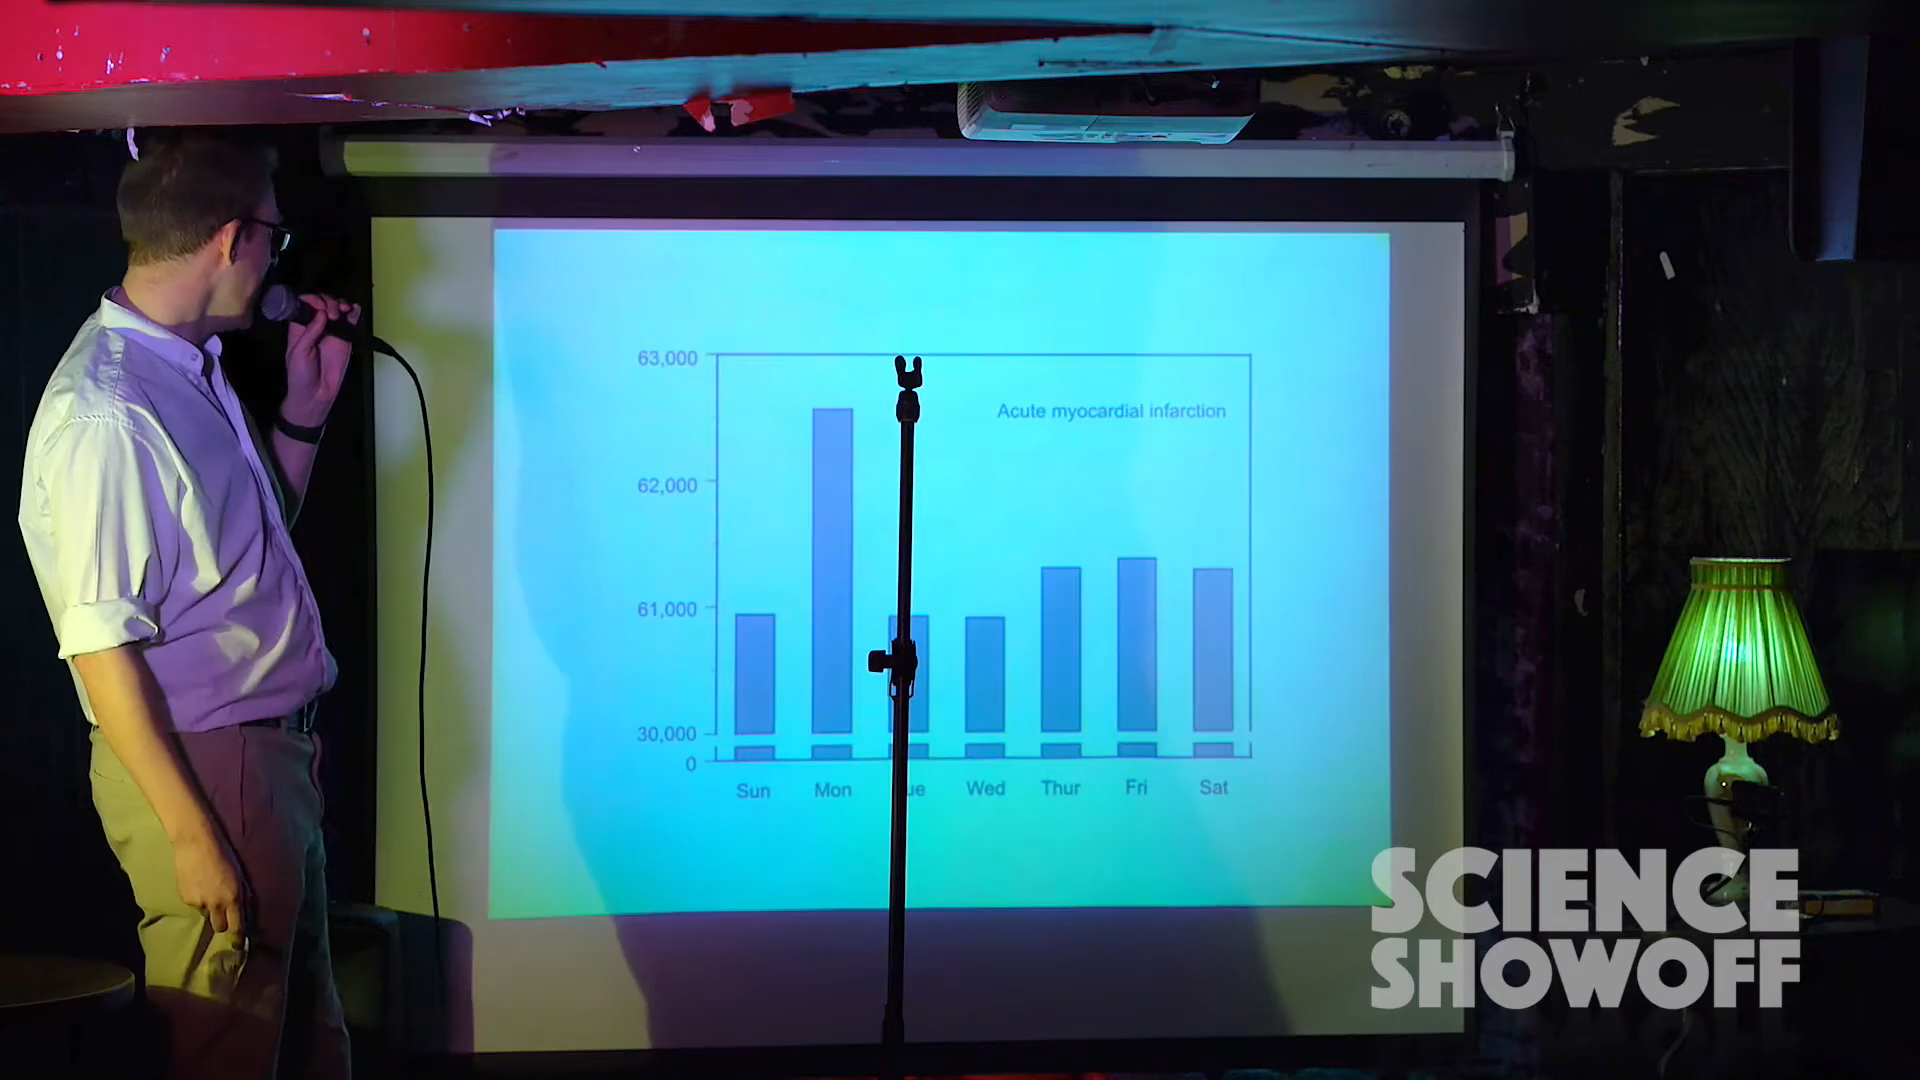 63,000
Acute myocardial infarction
62,000
61,000
30,000
0
Sun Mon ue Wed Thur Fri Sat
SCIENCE
SHOWOFF